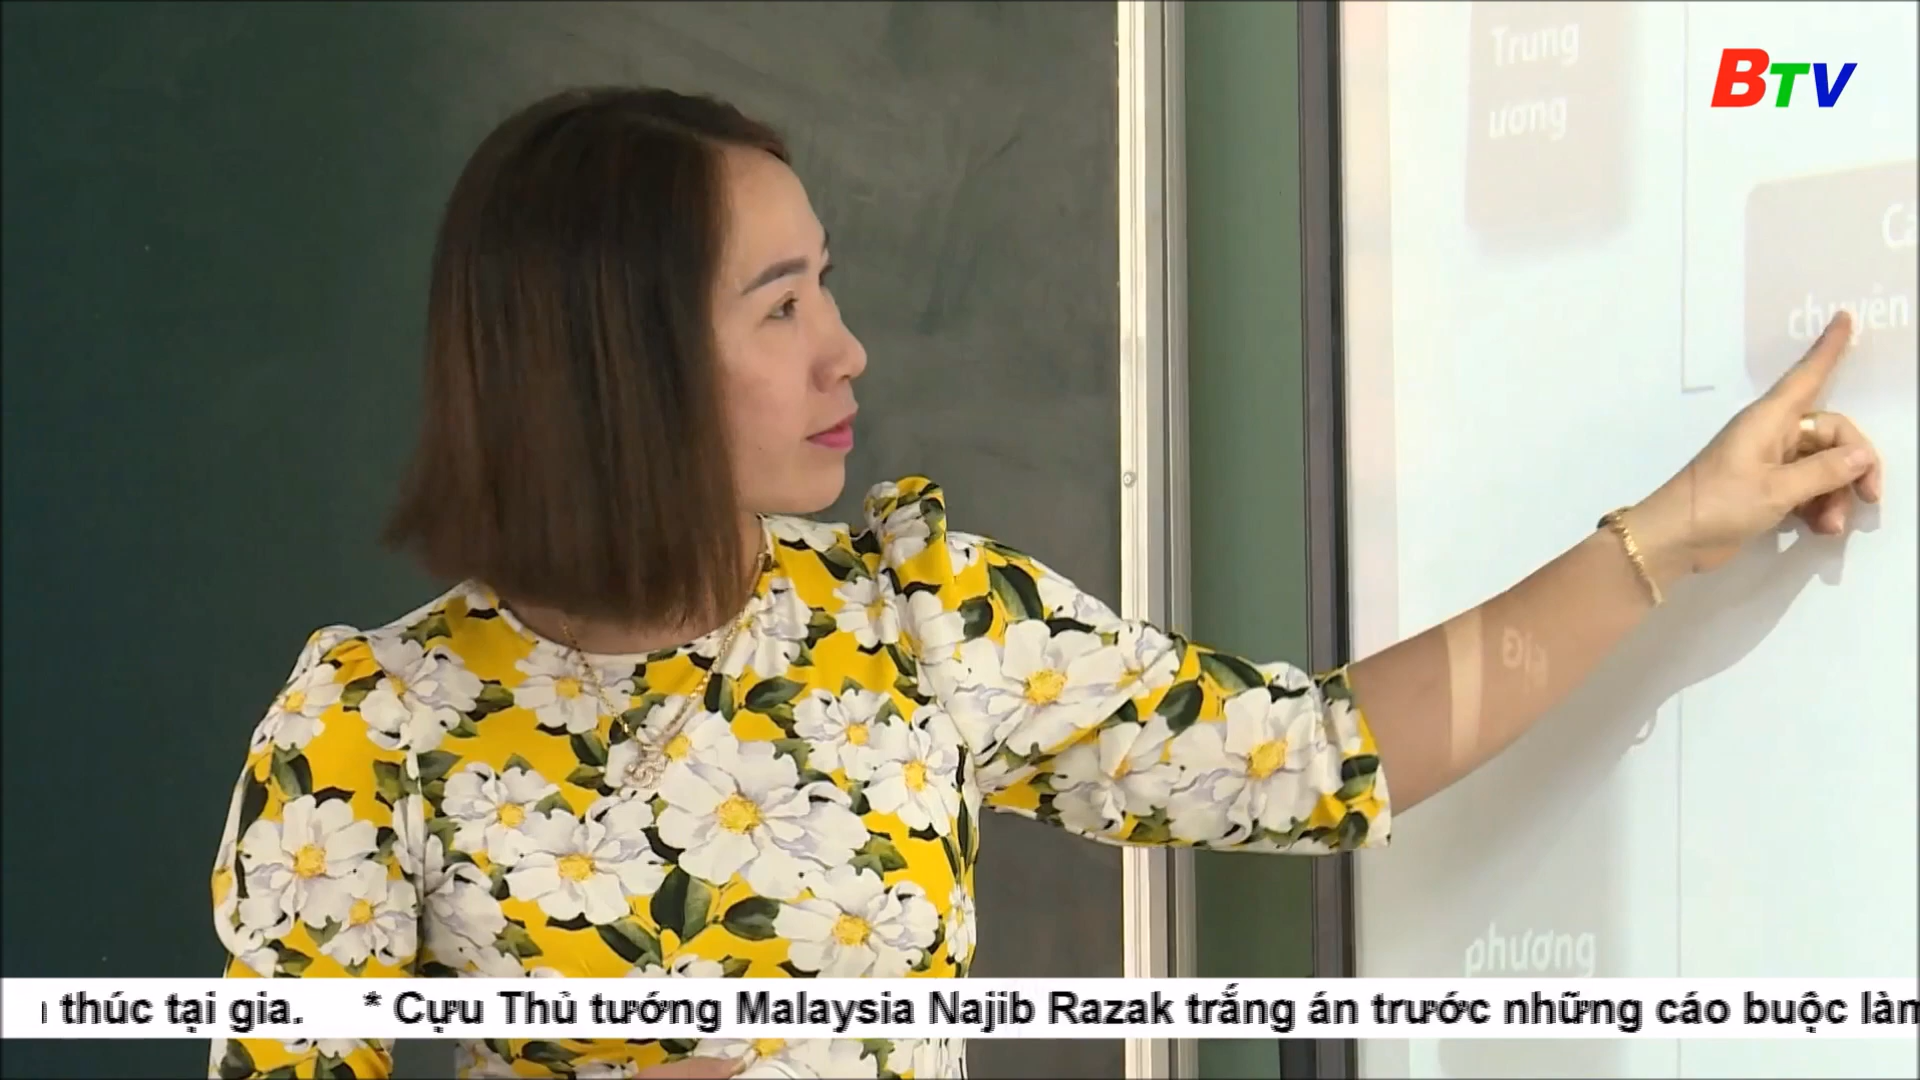 Trung
ương
BTV
chuyên
phương
thúc tại gia. * Cựu Thủ tướng Malaysia Najib Razak trắng án trước những cáo buộc làm